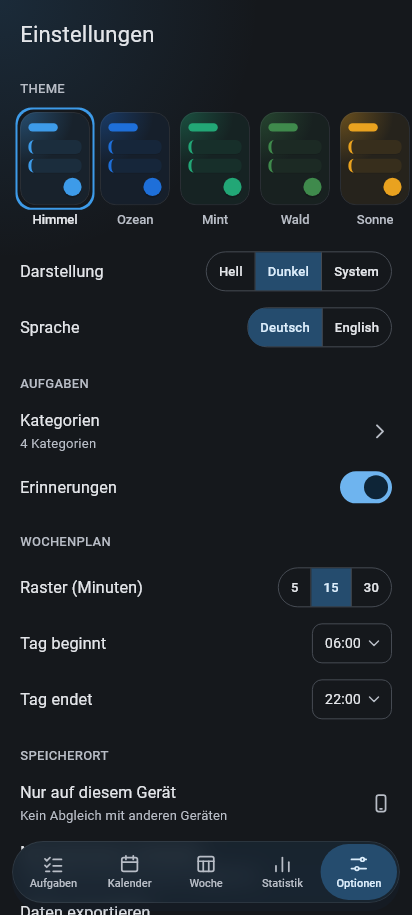 Einstellungen
THEME
Himmel
Ozean
Mint
Wald
Sonne
Darstellung
Hell
Dunkel
System
Sprache
Deutsch
English
AUFGABEN
Kategorien
4 Kategorien
Erinnerungen
WOCHENPLAN
Raster (Minuten)
5
15
30
Tag beginnt
06:00
Tag endet
22:00
SPEICHERORT
Nur auf diesem Gerät
Kein Abgleich mit anderen Geräten
Aufgaben
Kalender
Woche
Statistik
Optionen
Daten exportieren